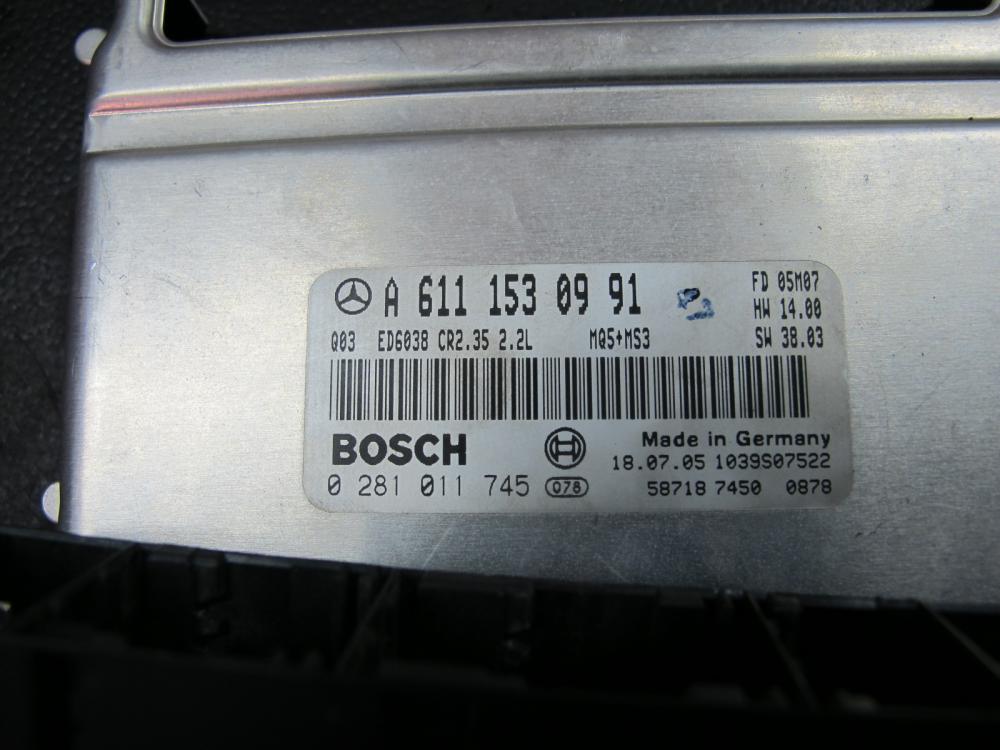 A 611 153 09 91
FD 05M07
HW 14.00
Q03 ED6038 CR2.35 2.2L MQ5+MS3 SW 38.03
BOSCH
Made in Germany
18.07.05 1039S07522
0 281 011 745 078
58718 7450 0878